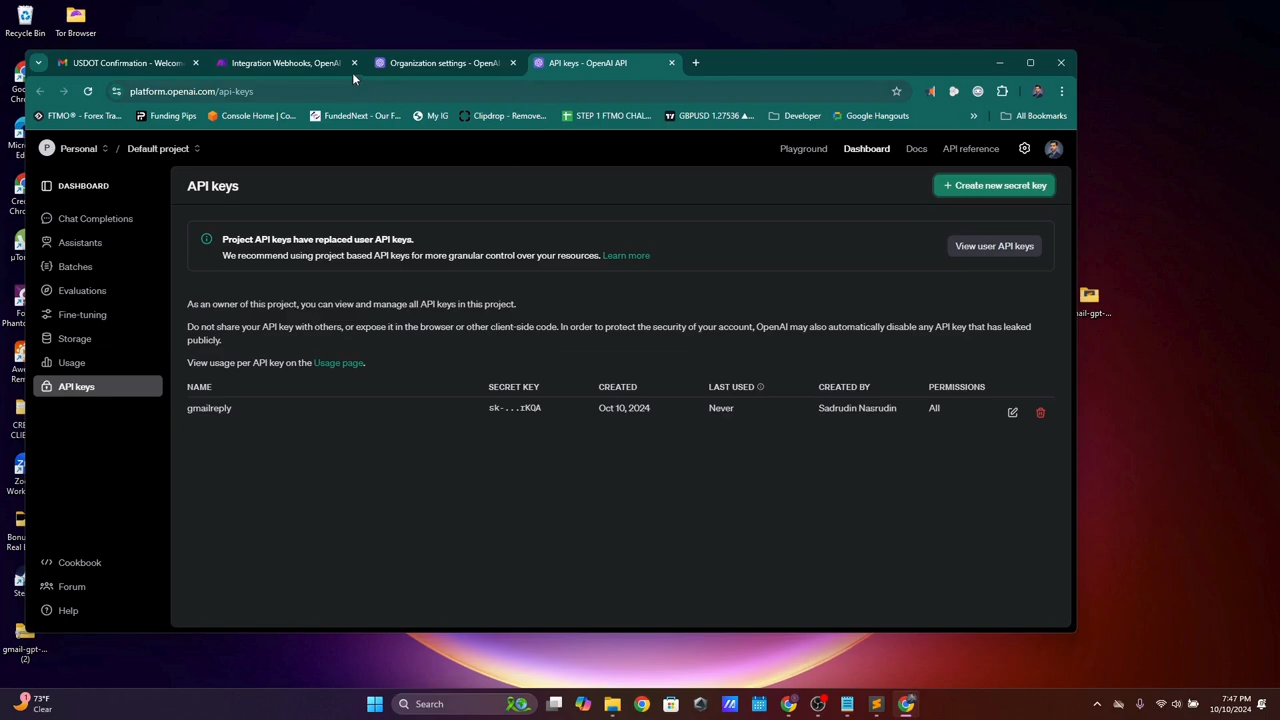 Recycle Bin
Tor Browser
USDOT Confirmation - Welcom
Integration Webhooks, OpenAI
Organization settings - OpenAI
API keys - OpenAI API
platform.openai.com/api-keys
FTMO® - Forex Tra...
Funding Pips
Console Home | Co...
FundedNext - Our F...
My IG
Clipdrop - Remove...
STEP 1 FTMO CHAL...
GBPUSD 1.27536 ▲...
Developer
Google Hangouts
»
All Bookmarks
P
Personal
/
Default project
Playground
Dashboard
Docs
API reference
DASHBOARD
Chat Completions
Assistants
Batches
Evaluations
Fine-tuning
Storage
Usage
API keys
Cookbook
Forum
Help
API keys
+ Create new secret key
Project API keys have replaced user API keys.
We recommend using project based API keys for more granular control over your resources. Learn more
View user API keys
As an owner of this project, you can view and manage all API keys in this project.
Do not share your API key with others, or expose it in the browser or other client-side code. In order to protect the security of your account, OpenAI may also automatically disable any API key that has leaked
publicly.
View usage per API key on the Usage page.
NAME SECRET KEY CREATED LAST USED CREATED BY PERMISSIONS
gmailreply sk-...rKQA Oct 10, 2024 Never Sadrudin Nasrudin All
gmail-gpt-...
(2)
73°F
Clear
Search
7:47 PM
10/10/2024